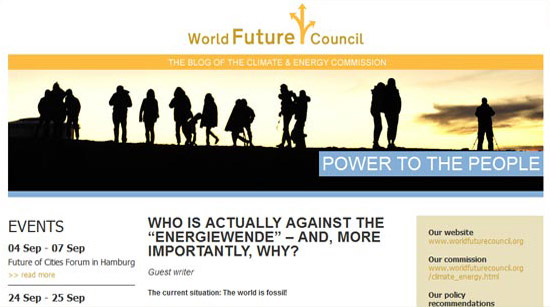 World Future Council
THE BLOG OF THE CLIMATE & ENERGY COMMISSION
POWER TO THE PEOPLE
EVENTS
04 Sep - 07 Sep
Future of Cities Forum in Hamburg
>> read more
24 Sep - 25 Sep
WHO IS ACTUALLY AGAINST THE
“ENERGIEWENDE” – AND, MORE
IMPORTANTLY, WHY?
Guest writer
The current situation: The world is fossil!
Our website
www.worldfuturecouncil.org
Our commission
www.worldfuturecouncil.org
/climate_energy.html
Our policy
recommendations